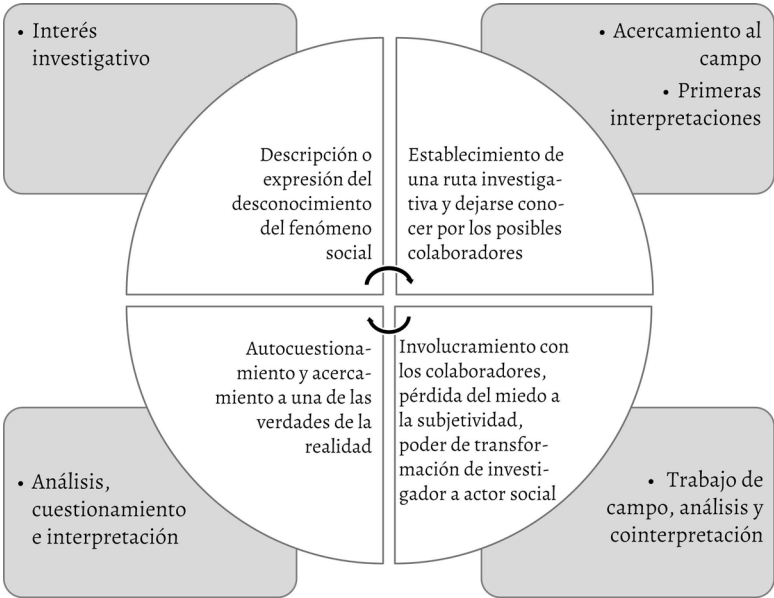 • Interés
investigativo
• Acercamiento al
campo
• Primeras
interpretaciones
Descripción o
expresión del
desconocimiento
del fenómeno
social
Establecimiento de
una ruta investiga-
tiva y dejarse cono-
cer por los posibles
colaboradores
Autocuestiona-
miento y acerca-
miento a una de las
verdades de la
realidad
Involucramiento con
los colaboradores,
pérdida del miedo a
la subjetividad,
poder de transfor-
mación de investi-
gador a actor social
• Análisis,
cuestionamiento
e interpretación
• Trabajo de
campo, análisis y
cointerpretación